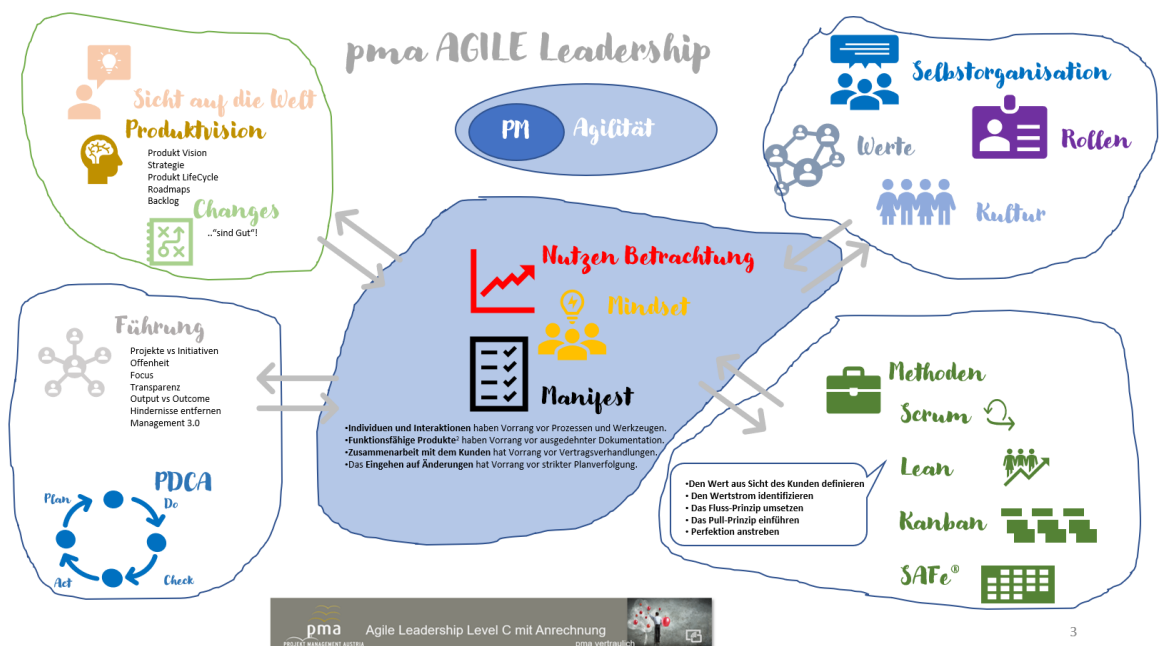 pma AGILE Leadership
PM
Agilität
Sicht auf die Welt
Produktvision
Produkt Vision
Strategie
Produkt LifeCycle
Roadmaps
Backlog
Changes
.."sind Gut"!
Selbstorganisation
Rollen
Werte
Kultur
Nutzen Betrachtung
Mindset
Manifest
•Individuen und Interaktionen haben Vorrang vor Prozessen und Werkzeugen.
•Funktionsfähige Produkte² haben Vorrang vor ausgedehnter Dokumentation.
•Zusammenarbeit mit dem Kunden hat Vorrang vor Vertragsverhandlungen.
•Das Eingehen auf Änderungen hat Vorrang vor strikter Planverfolgung.
Führung
Projekte vs Initiativen
Offenheit
Focus
Transparenz
Output vs Outcome
Hindernisse entfernen
Management 3.0
PDCA
Plan
Do
Act
Check
Methoden
Scrum
Lean
Kanban
SAFe®
•Den Wert aus Sicht des Kunden definieren
• Den Wertstrom identifizieren
• Das Fluss-Prinzip umsetzen
• Das Pull-Prinzip einführen
• Perfektion anstreben
pma
PROJEKT MANAGEMENT AUSTRIA
Agile Leadership Level C mit Anrechnung
pma vertraulich
3